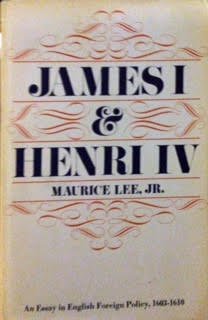 JAMES I
&
HENRI IV
MAURICE LEE, JR.
An Essay in English Foreign Policy, 1603-1610